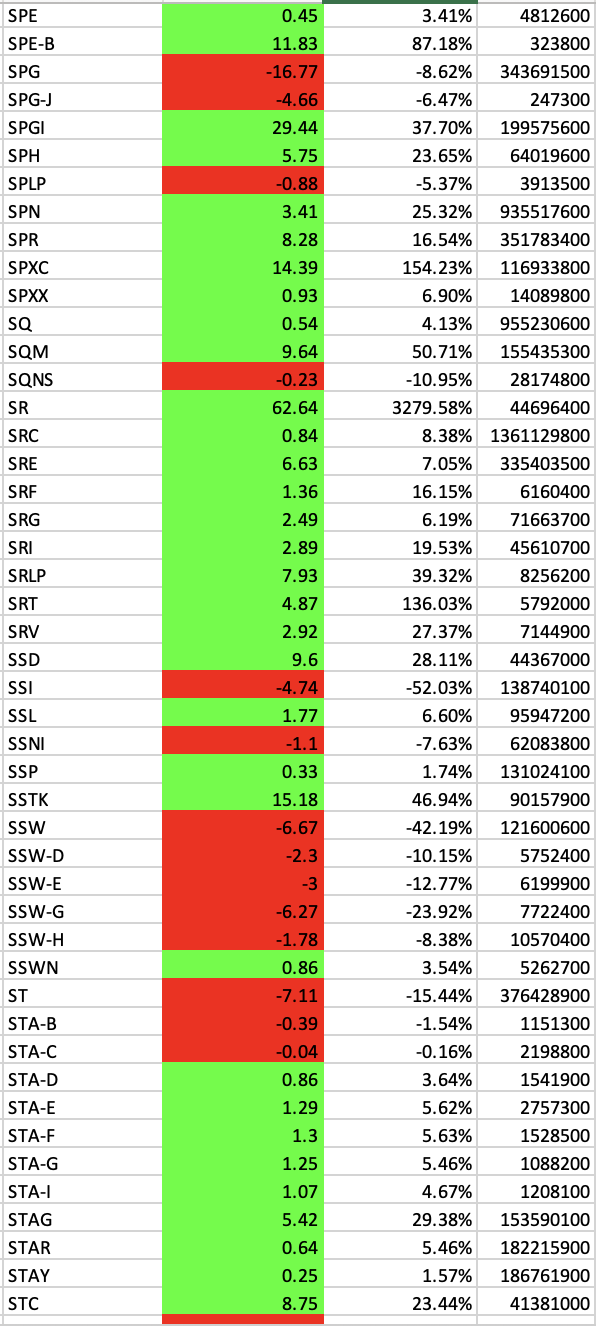 SPE 0.45 3.41% 4812600
SPE-B 11.83 87.18% 323800
SPG -16.77 -8.62% 343691500
SPG-J -4.66 -6.47% 247300
SPGI 29.44 37.70% 199575600
SPH 5.75 23.65% 64019600
SPLP -0.88 -5.37% 3913500
SPN 3.41 25.32% 935517600
SPR 8.28 16.54% 351783400
SPXC 14.39 154.23% 116933800
SPXX 0.93 6.90% 14089800
SQ 0.54 4.13% 955230600
SQM 9.64 50.71% 155435300
SQNS -0.23 -10.95% 28174800
SR 62.64 3279.58% 44696400
SRC 0.84 8.38% 1361129800
SRE 6.63 7.05% 335403500
SRF 1.36 16.15% 6160400
SRG 2.49 6.19% 71663700
SRI 2.89 19.53% 45610700
SRLP 7.93 39.32% 8256200
SRT 4.87 136.03% 5792000
SRV 2.92 27.37% 7144900
SSD 9.6 28.11% 44367000
SSI -4.74 -52.03% 138740100
SSL 1.77 6.60% 95947200
SSNI -1.1 -7.63% 62083800
SSP 0.33 1.74% 131024100
SSTK 15.18 46.94% 90157900
SSW -6.67 -42.19% 121600600
SSW-D -2.3 -10.15% 5752400
SSW-E -3 -12.77% 6199900
SSW-G -6.27 -23.92% 7722400
SSW-H -1.78 -8.38% 10570400
SSWN 0.86 3.54% 5262700
ST -7.11 -15.44% 376428900
STA-B -0.39 -1.54% 1151300
STA-C -0.04 -0.16% 2198800
STA-D 0.86 3.64% 1541900
STA-E 1.29 5.62% 2757300
STA-F 1.3 5.63% 1528500
STA-G 1.25 5.46% 1088200
STA-I 1.07 4.67% 1208100
STAG 5.42 29.38% 153590100
STAR 0.64 5.46% 182215900
STAY 0.25 1.57% 186761900
STC 8.75 23.44% 41381000